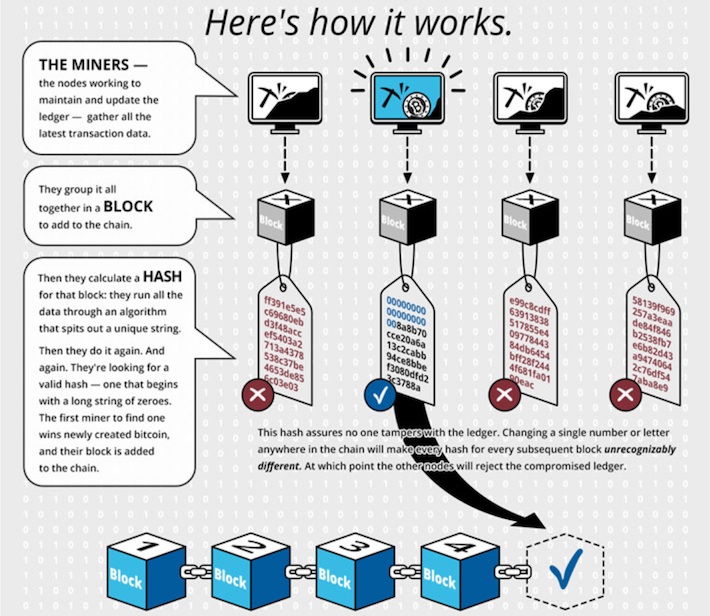 Here's how it works.
THE MINERS —
the nodes working to
maintain and update the
ledger — gather all the
latest transaction data.
They group it all
together in a BLOCK
to add to the chain.
Block
Block
Block
Block
Then they calculate a HASH
for that block: they run all the
data through an algorithm
that spits out a unique string.
Then they do it again. And
again. They're looking for a
valid hash — one that begins
with a long string of zeroes.
The first miner to find one
wins newly created bitcoin,
and their block is added
to the chain.
ff391e5e5
c69680eb
d3f48acc
ef5403a2
713a4378
538c37be
4653de85
6c03e03
00000000
00000000
008a8b70
cce20a6a
13c2cabb
94ce8bbe
f3080dfd2
3c3788a
e99c8cdff
63913838
517855e4
09778443
84db6454
bff28f244
4f681fa01
90eac
58139f969
257a3eaa
de84f846
b2538fb7
e6b82d43
a9474064
2c76df54
7aba8e9
This hash assures no one tampers with the ledger. Changing a single number or letter
anywhere in the chain will make every hash for every subsequent block unrecognizably
different. At which point the other nodes will reject the compromised ledger.
1
2
3
4
Block
Block
Block
Block